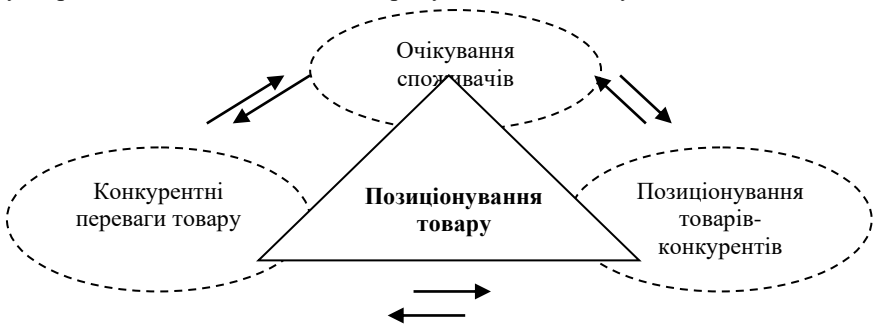 Очікування
споживачів
Конкурентні
переваги товару
Позиціонування
товару
Позиціонування
товарів-
конкурентів